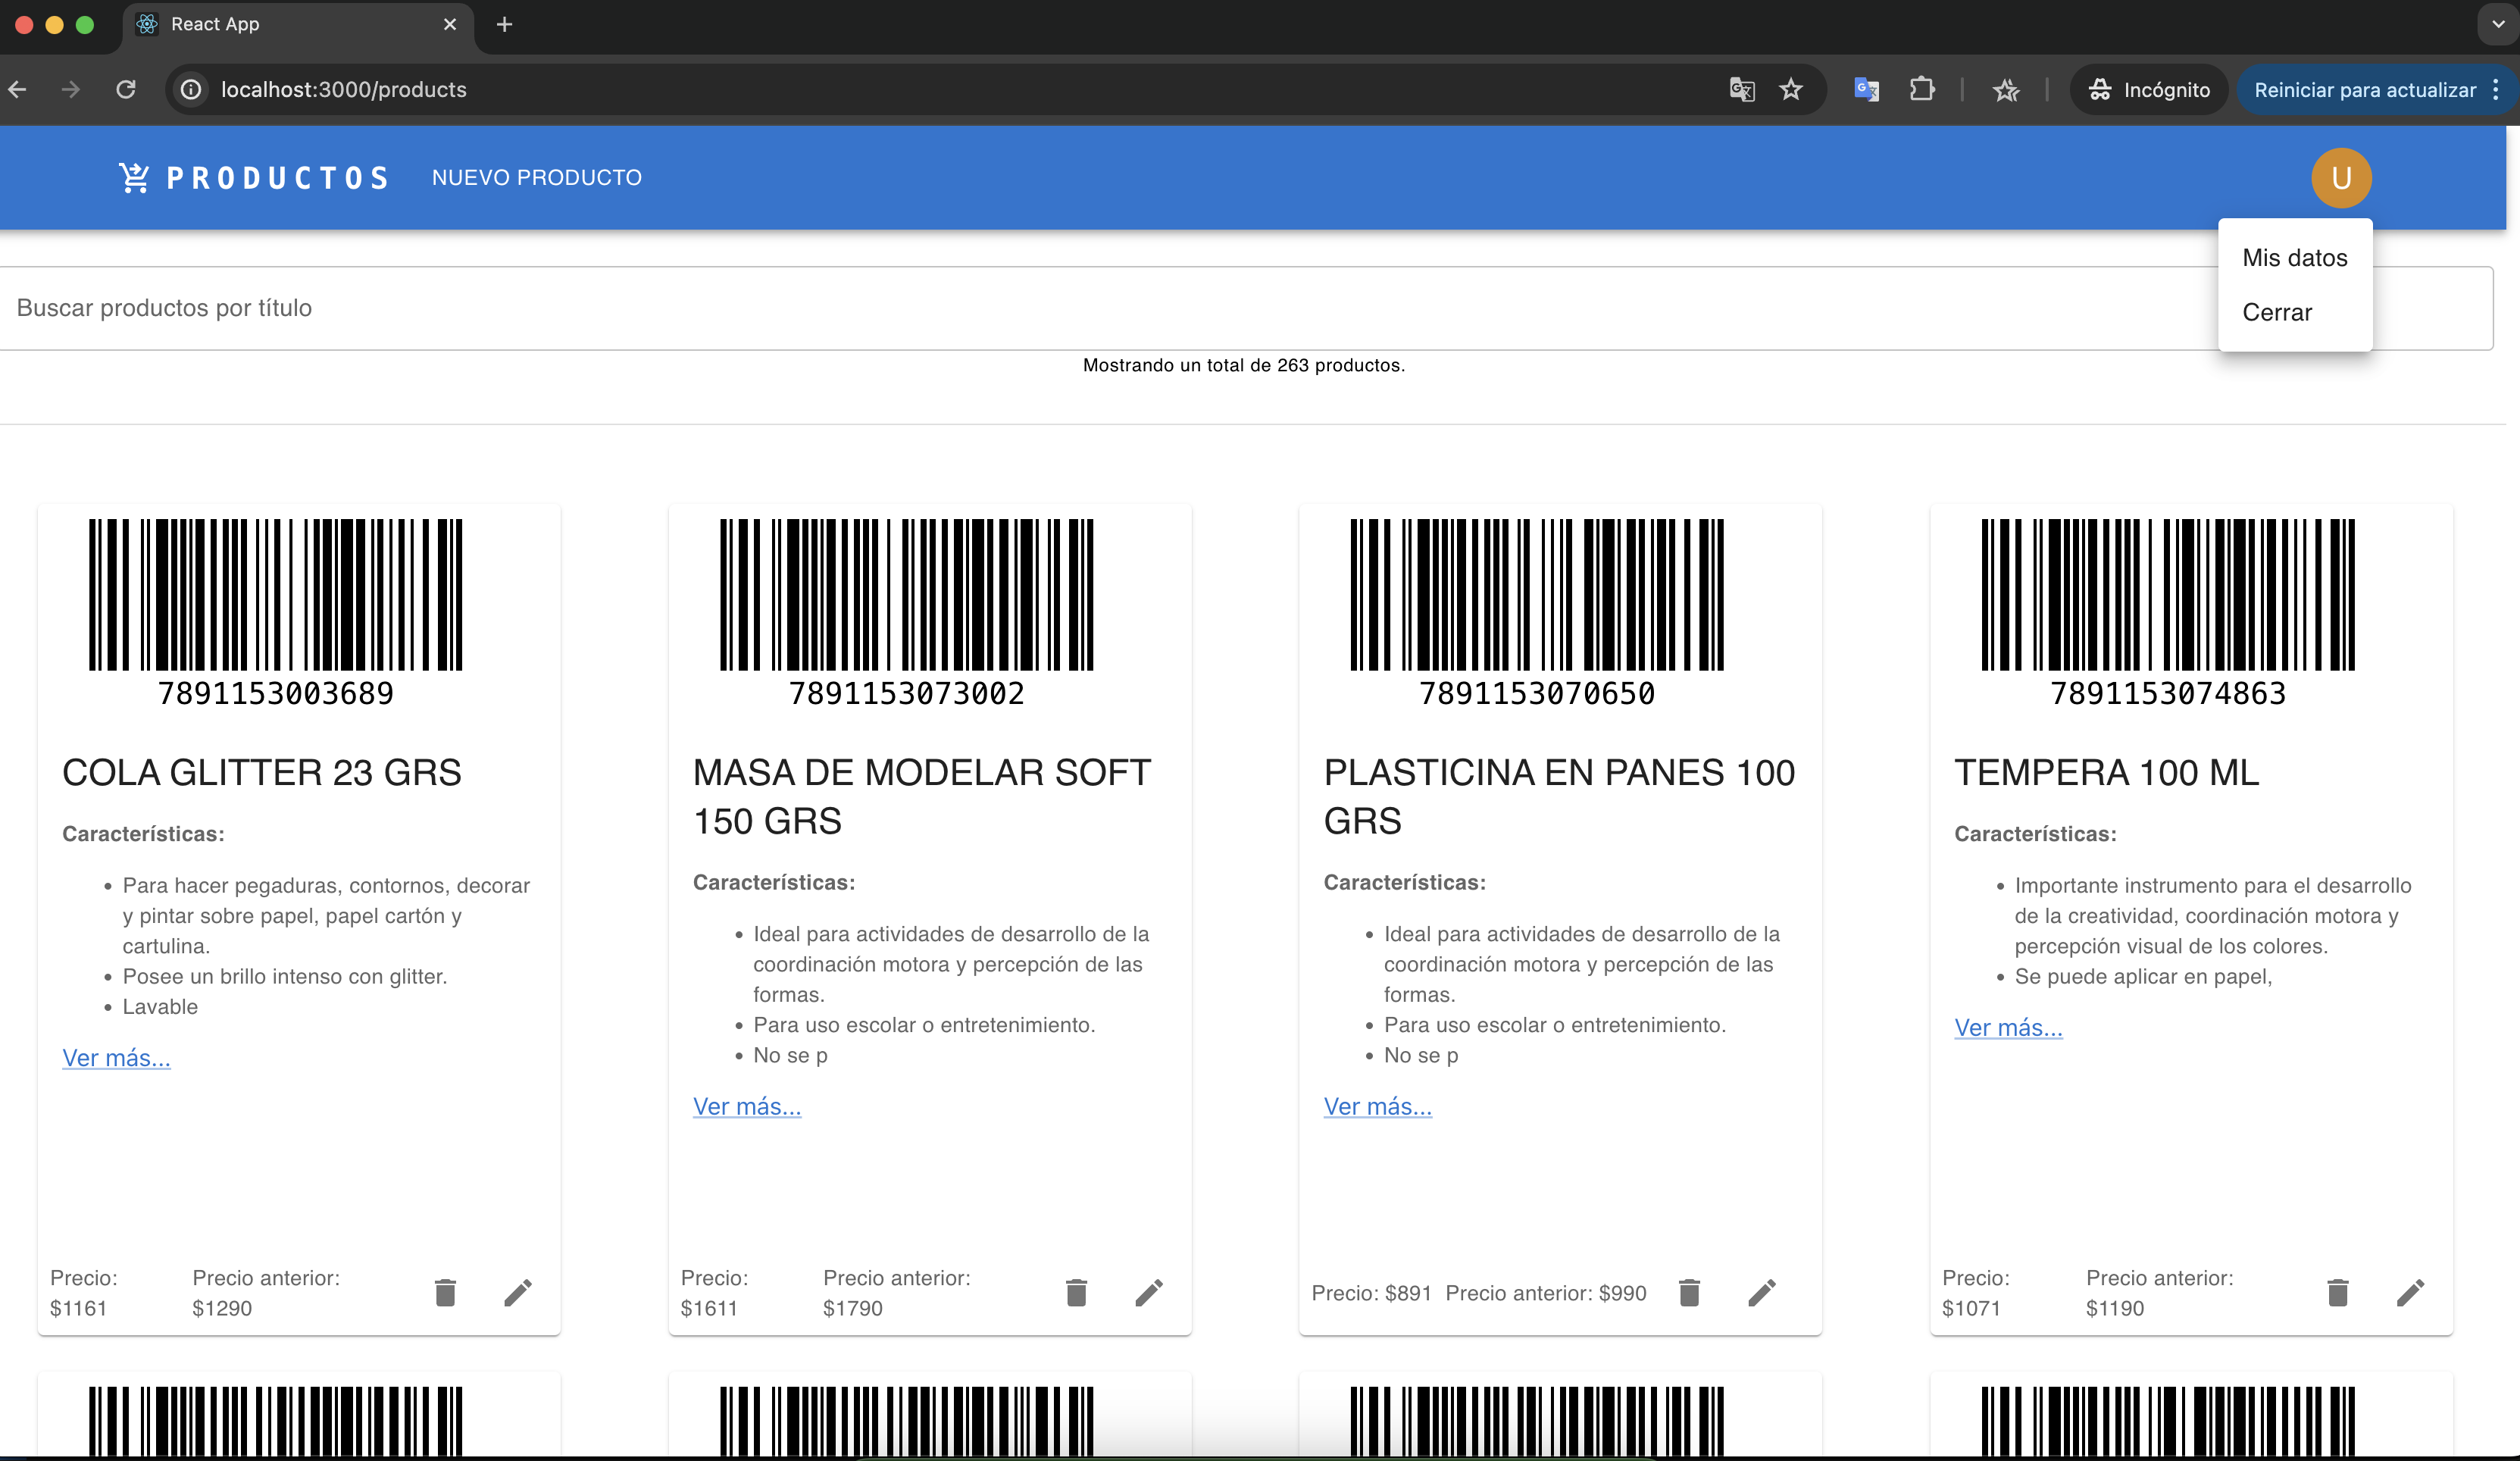 React App
localhost:3000/products
Incógnito
Reiniciar para actualizar
PRODUCTOS
NUEVO PRODUCTO
U
Mis datos
Cerrar
Buscar productos por título
Mostrando un total de 263 productos.
7891153003689
COLA GLITTER 23 GRS
Características:
Para hacer pegaduras, contornos, decorar
y pintar sobre papel, papel cartón y
cartulina.
Posee un brillo intenso con glitter.
Lavable
Ver más...
Precio:
$1161
Precio anterior:
$1290
7891153073002
MASA DE MODELAR SOFT
150 GRS
Características:
Ideal para actividades de desarrollo de la
coordinación motora y percepción de las
formas.
Para uso escolar o entretenimiento.
No se p
Ver más...
Precio:
$1611
Precio anterior:
$1790
7891153070650
PLASTICINA EN PANES 100
GRS
Características:
Ideal para actividades de desarrollo de la
coordinación motora y percepción de las
formas.
Para uso escolar o entretenimiento.
No se p
Ver más...
Precio: $891
Precio anterior: $990
7891153074863
TEMPERA 100 ML
Características:
Importante instrumento para el desarrollo
de la creatividad, coordinación motora y
percepción visual de los colores.
Se puede aplicar en papel,
Ver más...
Precio:
$1071
Precio anterior:
$1190